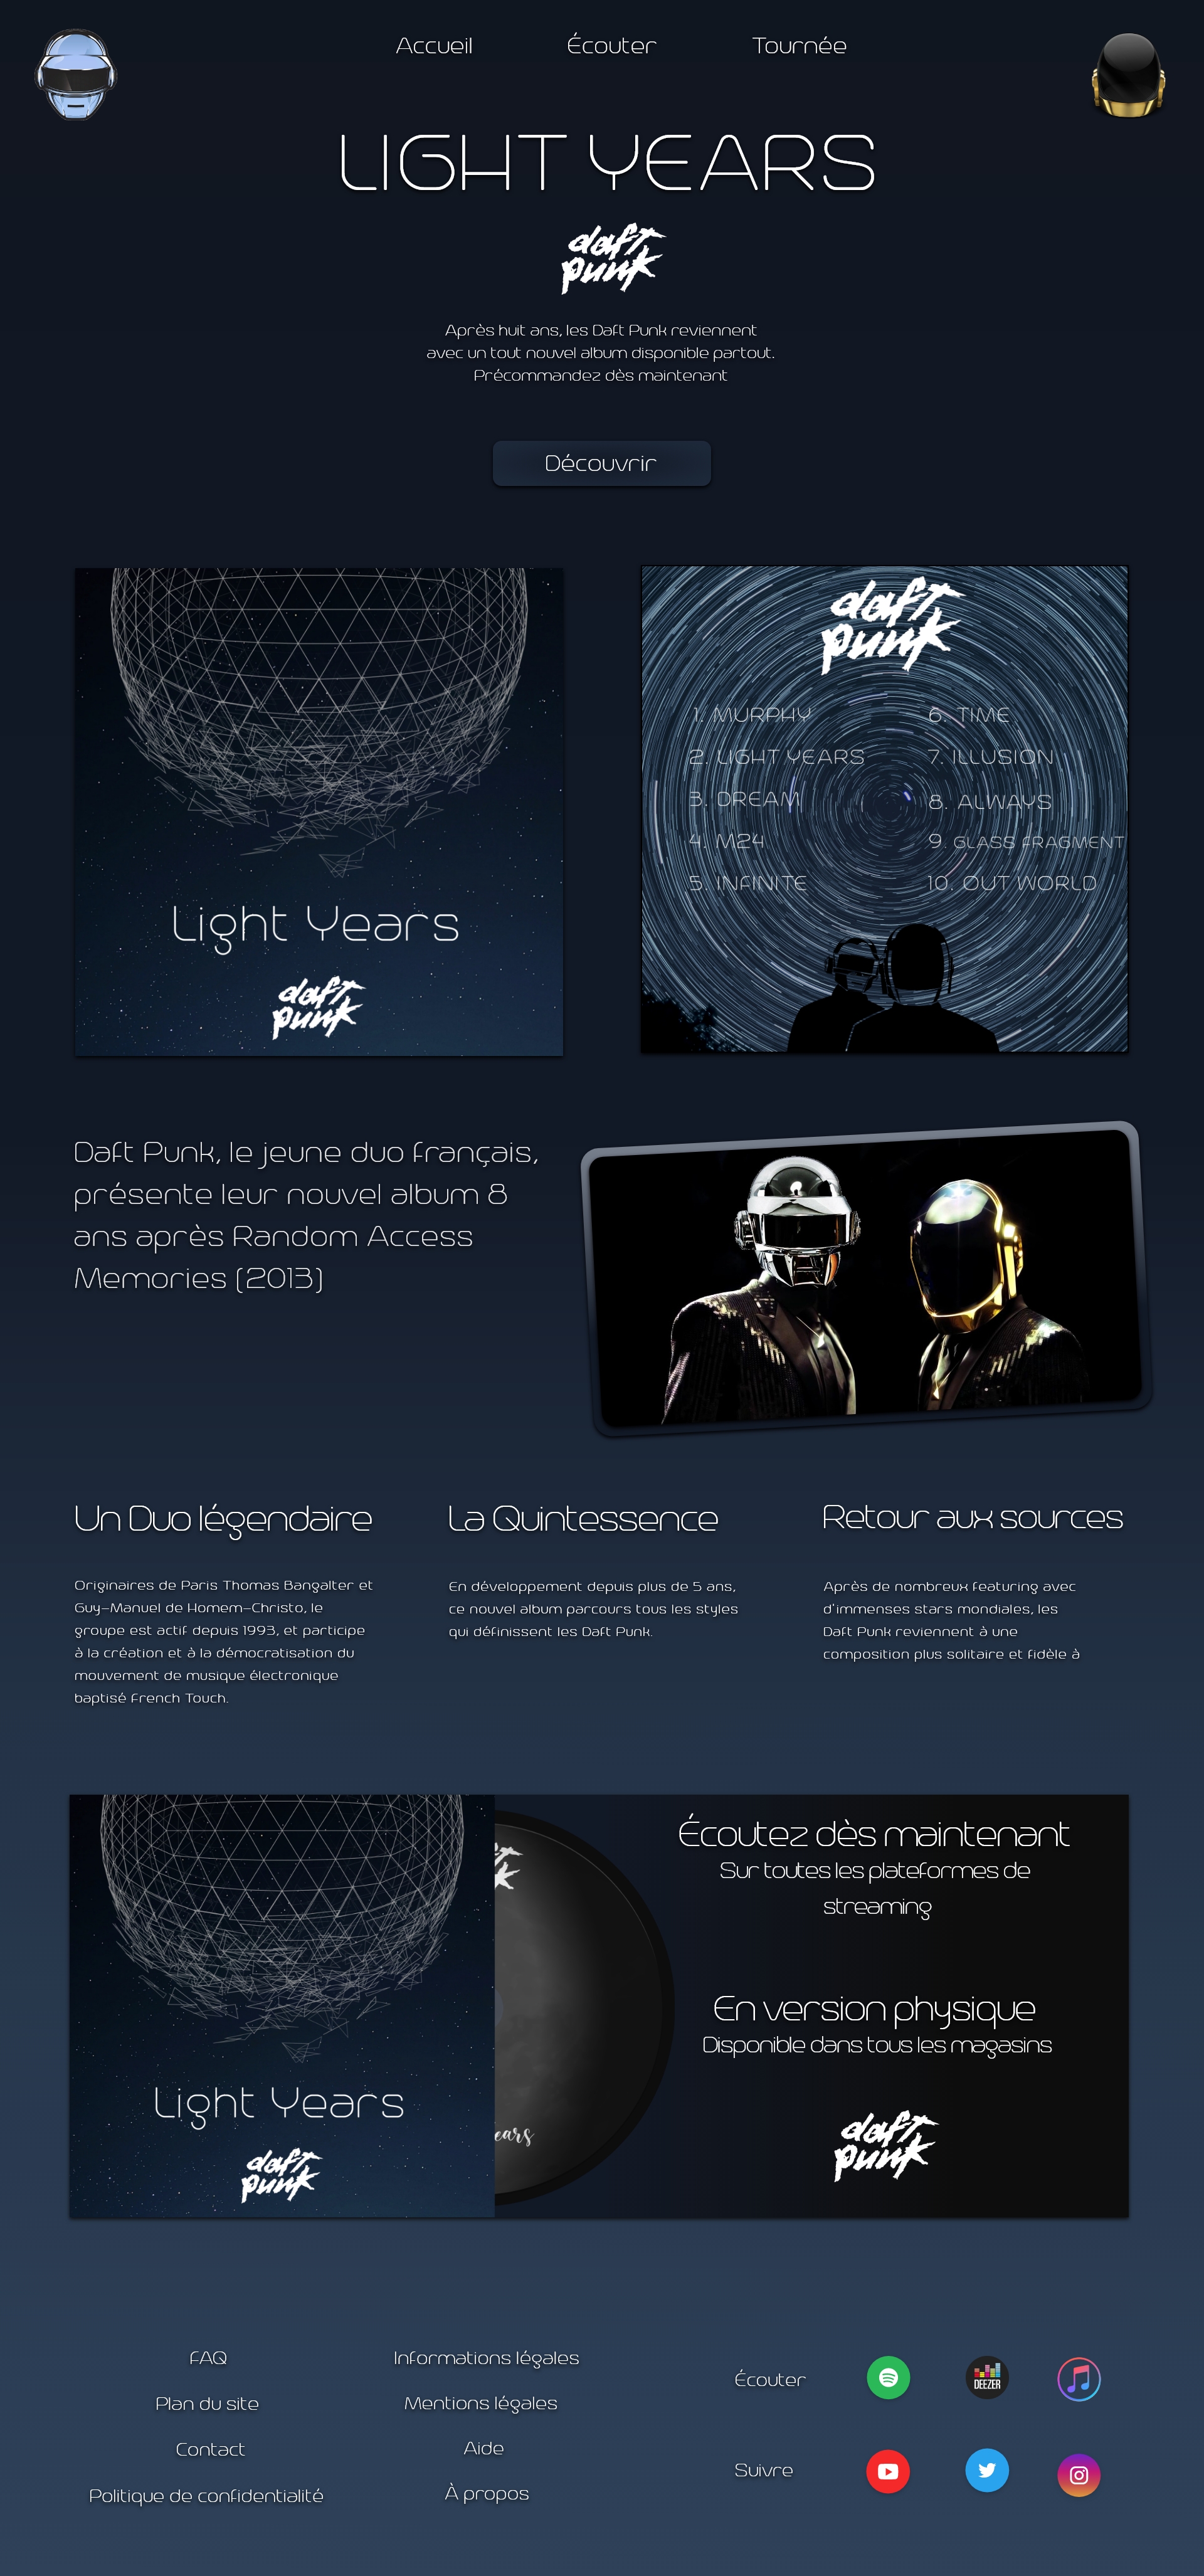 Accueil
Écouter
Tournée
LIGHT YEARS
daft
punk
Après huit ans, les Daft Punk reviennent
avec un tout nouvel album disponible partout.
Précommandez dès maintenant
Découvrir
Light Years
daft
punk
daft
punk
1. MURPHY
2. LIGHT YEARS
3. DREAM
4. M24
5. INFINITE
6. TIME
7. ILLUSION
8. ALWAYS
9. GLASS FRAGMENT
10. OUT WORLD
Daft Punk, le jeune duo français,
présente leur nouvel album 8
ans après Random Access
Memories (2013)
Un Duo légendaire
Originaires de Paris Thomas Bangalter et
Guy-Manuel de Homem-Christo, le
groupe est actif depuis 1993, et participe
à la création et à la démocratisation du
mouvement de musique électronique
baptisé French Touch.
La Quintessence
En développement depuis plus de 5 ans,
ce nouvel album parcours tous les styles
qui définissent les Daft Punk.
Retour aux sources
Après de nombreux featuring avec
d'immenses stars mondiales, les
Daft Punk reviennent à une
composition plus solitaire et fidèle à
Light Years
daft
punk
ears
Écoutez dès maintenant
Sur toutes les plateformes de
streaming
En version physique
Disponible dans tous les magasins
daft
punk
FAQ
Plan du site
Contact
Politique de confidentialité
Informations légales
Mentions légales
Aide
À propos
Écouter
DEEZER
Suivre